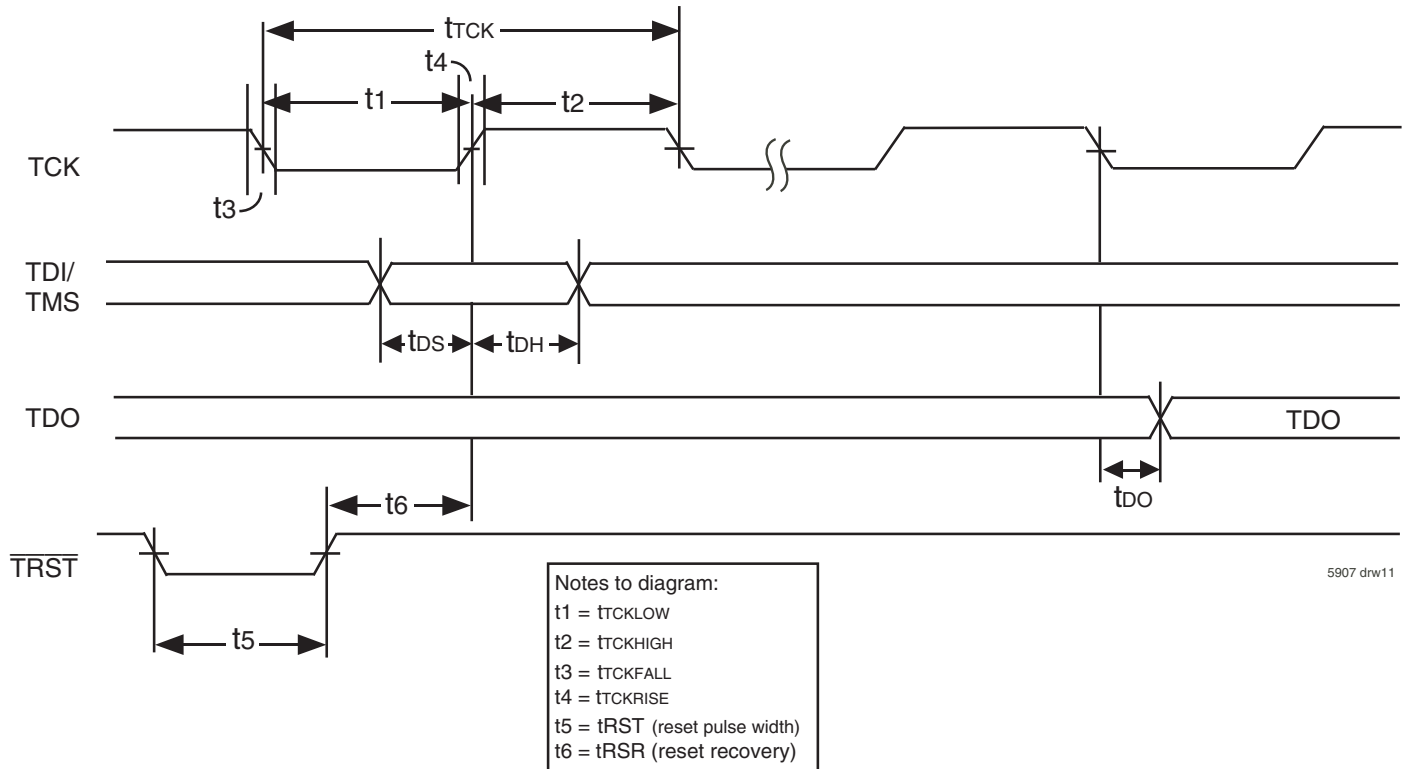 tTCK
t4
t1
t2
TCK
t3
TDI/
TMS
tDS
tDH
TDO
TDO
tDO
t6
TRST
5907 drw11
t5
Notes to diagram:
t1 = tTCKLOW
t2 = tTCKHIGH
t3 = tTCKFALL
t4 = tTCKRISE
t5 = tRST (reset pulse width)
t6 = tRSR (reset recovery)